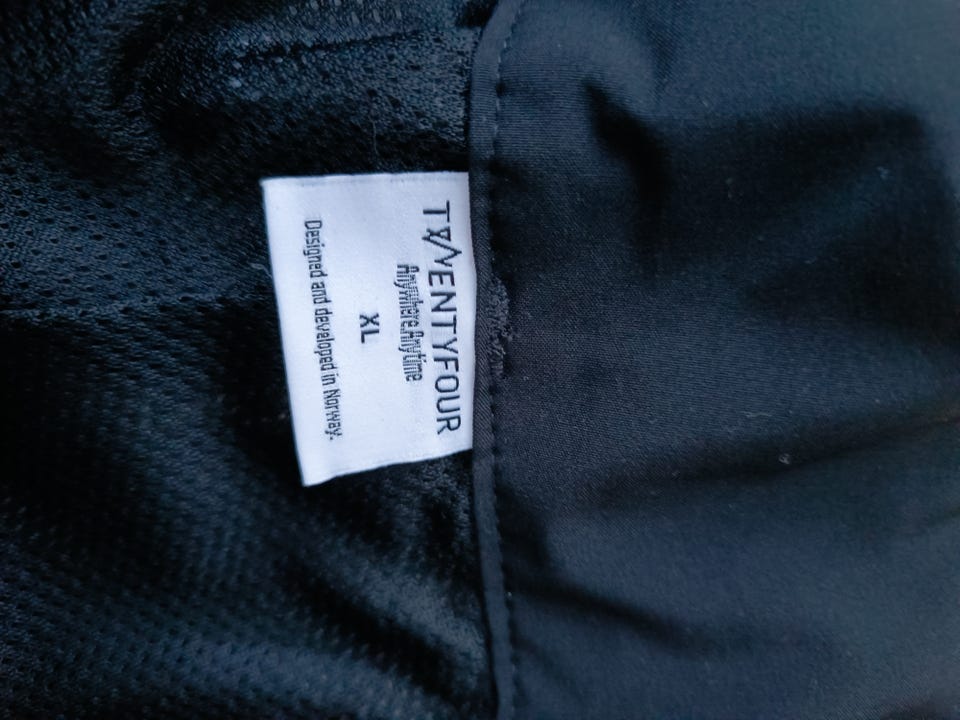 TWENTYFOUR
Anywhere.Anytime
XL
Designed and developed in Norway.